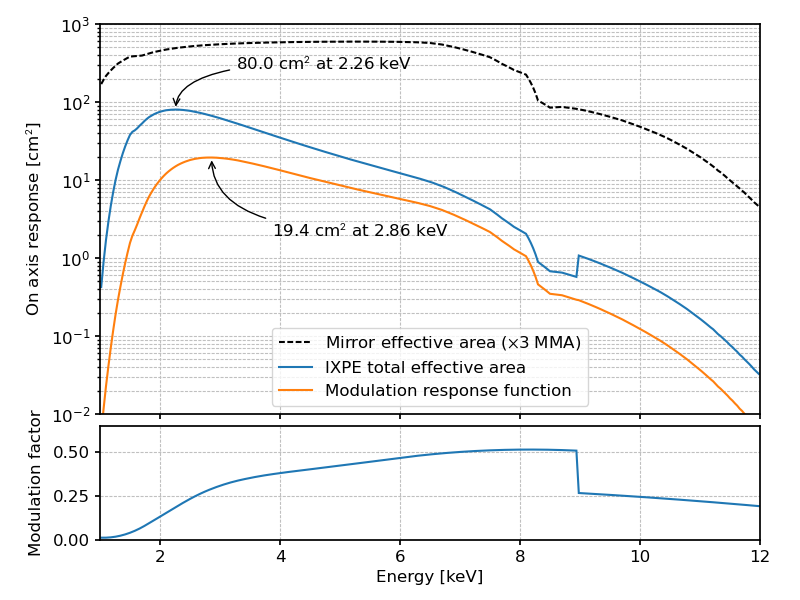 10³
10²
10¹
10⁰
10⁻¹
10⁻²
On axis response [cm²]
80.0 cm² at 2.26 keV
19.4 cm² at 2.86 keV
Mirror effective area (×3 MMA)
IXPE total effective area
Modulation response function
0.50
0.25
0.00
Modulation factor
2 4 6 8 10 12
Energy [keV]